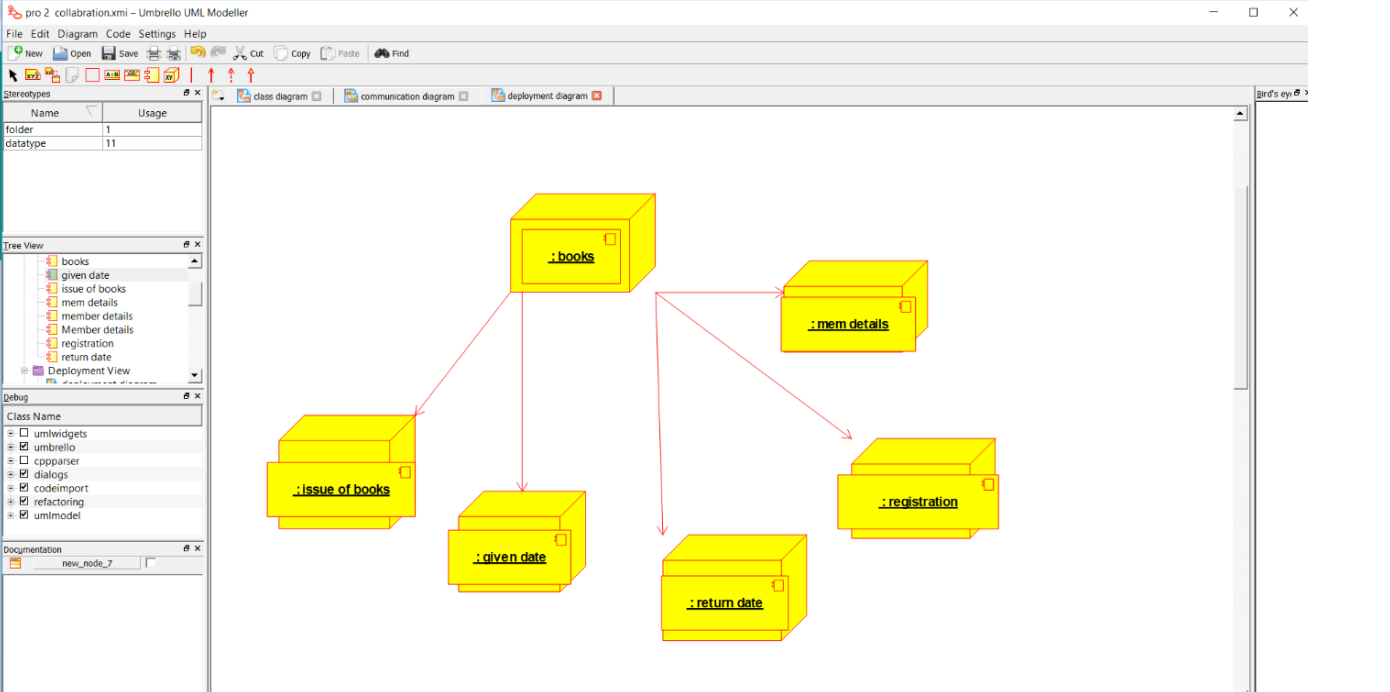 pro 2 collabration.xmi – Umbrello UML Modeller
File Edit Diagram Code Settings Help
New Open Save Cut Copy Paste Find
Stereotypes
Name Usage
folder 1
datatype 11
Tree View
books
given date
issue of books
mem details
member details
Member details
registration
return date
Deployment View
deployment diagram
Debug
Class Name
umlwidgets
umbrello
cppparser
dialogs
codeimport
refactoring
umlmodel
Documentation
new_node_7
class diagram communication diagram deployment diagram
Bird's eye
: books
: mem details
: issue of books
: registration
: given date
: return date